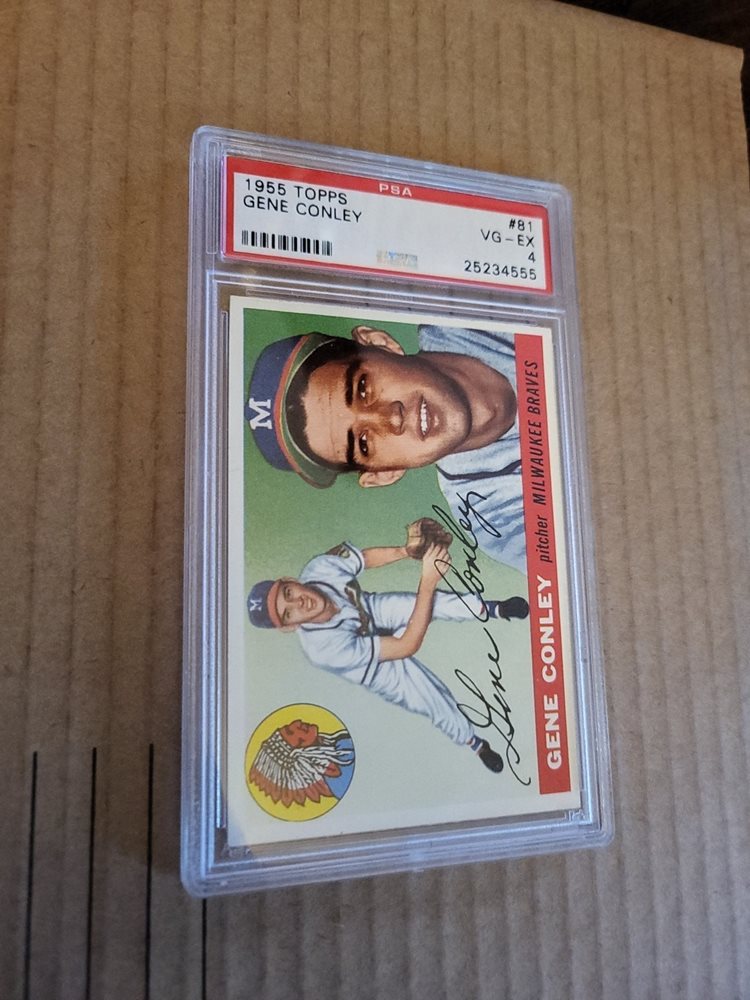 1955 TOPPS
GENE CONLEY
PSA
#81
VG-EX
4
25234555
M
M
Gene Conley
GENE CONLEY pitcher MILWAUKEE BRAVES